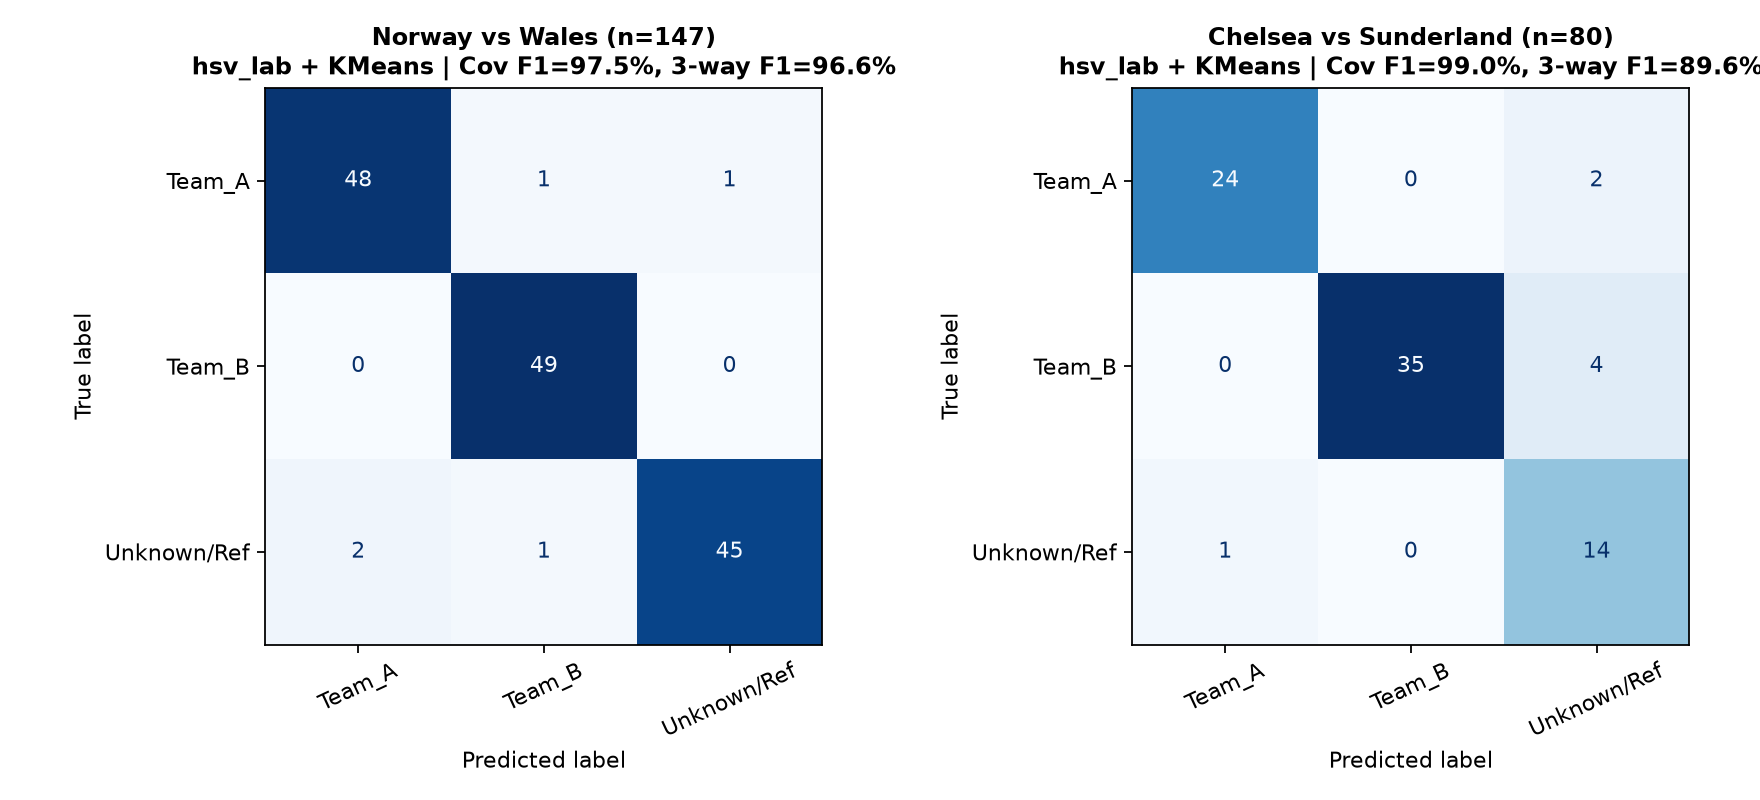 Norway vs Wales (n=147)
hsv_lab + KMeans | Cov F1=97.5%, 3-way F1=96.6%
True label
Team_A
48
1
1
Team_B
0
49
0
Unknown/Ref
2
1
45
Team_A
Team_B
Unknown/Ref
Predicted label
Chelsea vs Sunderland (n=80)
hsv_lab + KMeans | Cov F1=99.0%, 3-way F1=89.6%
True label
Team_A
24
0
2
Team_B
0
35
4
Unknown/Ref
1
0
14
Team_A
Team_B
Unknown/Ref
Predicted label